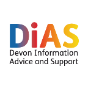 DiAS
Devon Information
Advice and Support